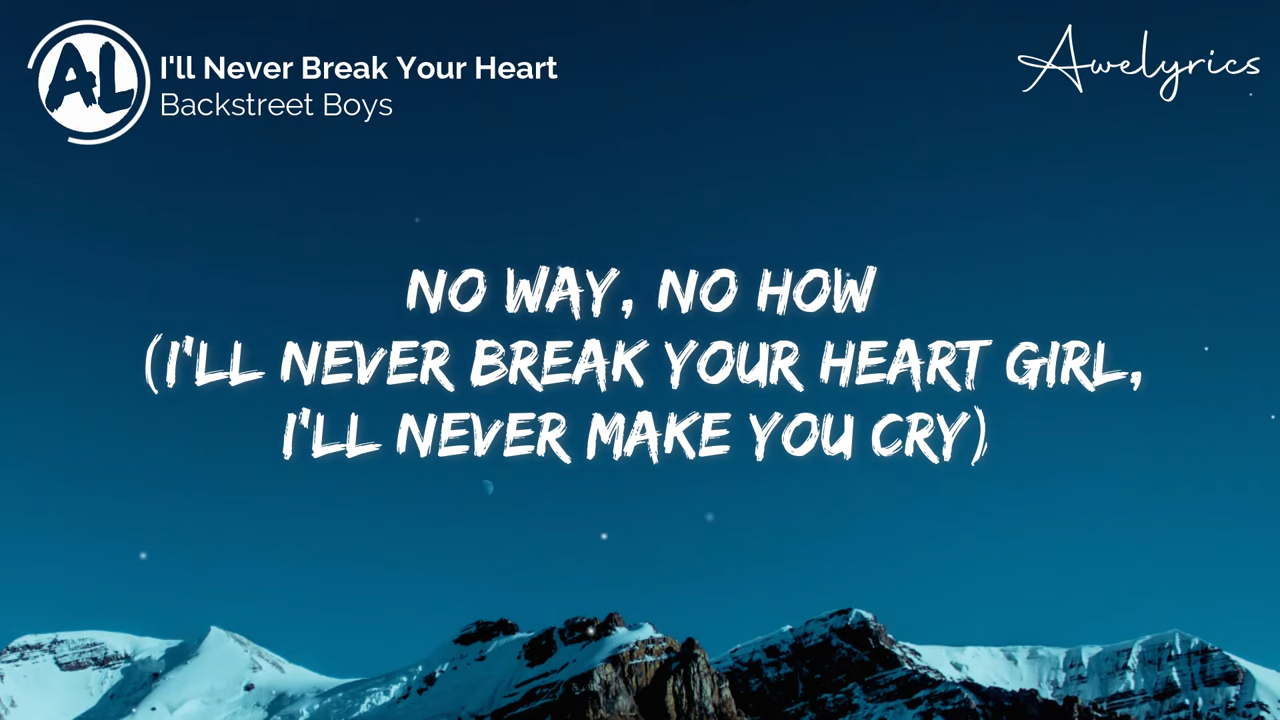 AL
I'll Never Break Your Heart
Backstreet Boys
Awelyrics
NO WAY, NO HOW
(I'LL NEVER BREAK YOUR HEART GIRL,
I'LL NEVER MAKE YOU CRY)